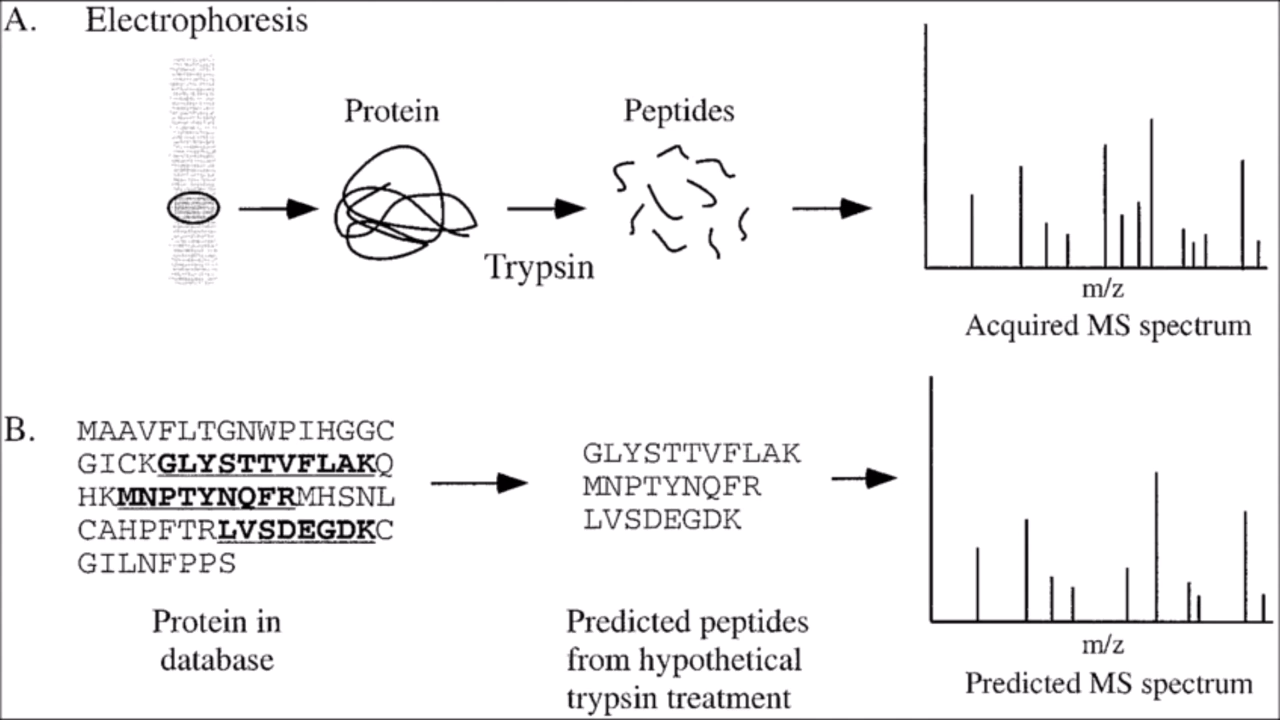 A. Electrophoresis
Protein
Peptides
Trypsin
m/z
Acquired MS spectrum
B.
MAAVFLTGNWPIHGGC
GICKGLYSTTVFLAKQ
HKMNPTYNQFRMHSNL
CAHPFTRLVSDEGDKC
GILNFPPS
Protein in
database
GLYSTTVFLAK
MNPTYNQFR
LVSDEGDK
Predicted peptides
from hypothetical
trypsin treatment
m/z
Predicted MS spectrum